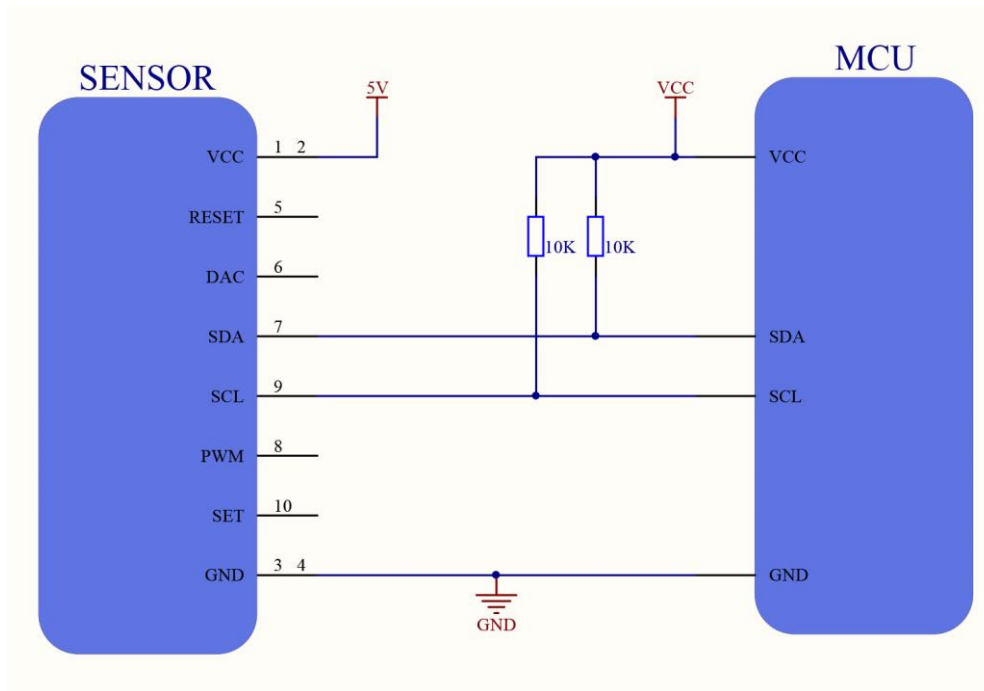 SENSOR
MCU
5V
VCC
VCC 1 2
VCC
RESET 5
10K 10K
DAC 6
SDA 7
SDA
SCL 9
SCL
PWM 8
SET 10
GND 3 4
GND
GND